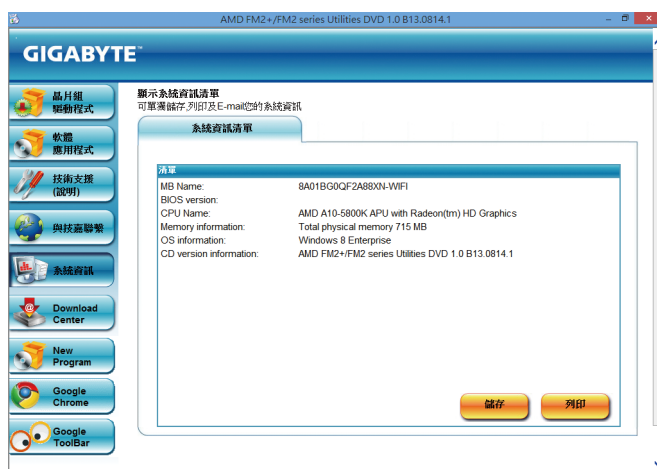 AMD FM2+/FM2 series Utilities DVD 1.0 B13.0814.1
GIGABYTE™
晶片組
驅動程式
軟體
應用程式
技術支援
(說明)
與技嘉聯繫
系統資訊
Download
Center
New
Program
Google
Chrome
Google
ToolBar
顯示系統資訊清單
可單獨儲存,列印及E-mail您的系統資訊
系統資訊清單
清單
MB Name: 8A01BG0QF2A88XN-WIFI
BIOS version:
CPU Name: AMD A10-5800K APU with Radeon(tm) HD Graphics
Memory information: Total physical memory 715 MB
OS information: Windows 8 Enterprise
CD version information: AMD FM2+/FM2 series Utilities DVD 1.0 B13.0814.1
儲存
列印